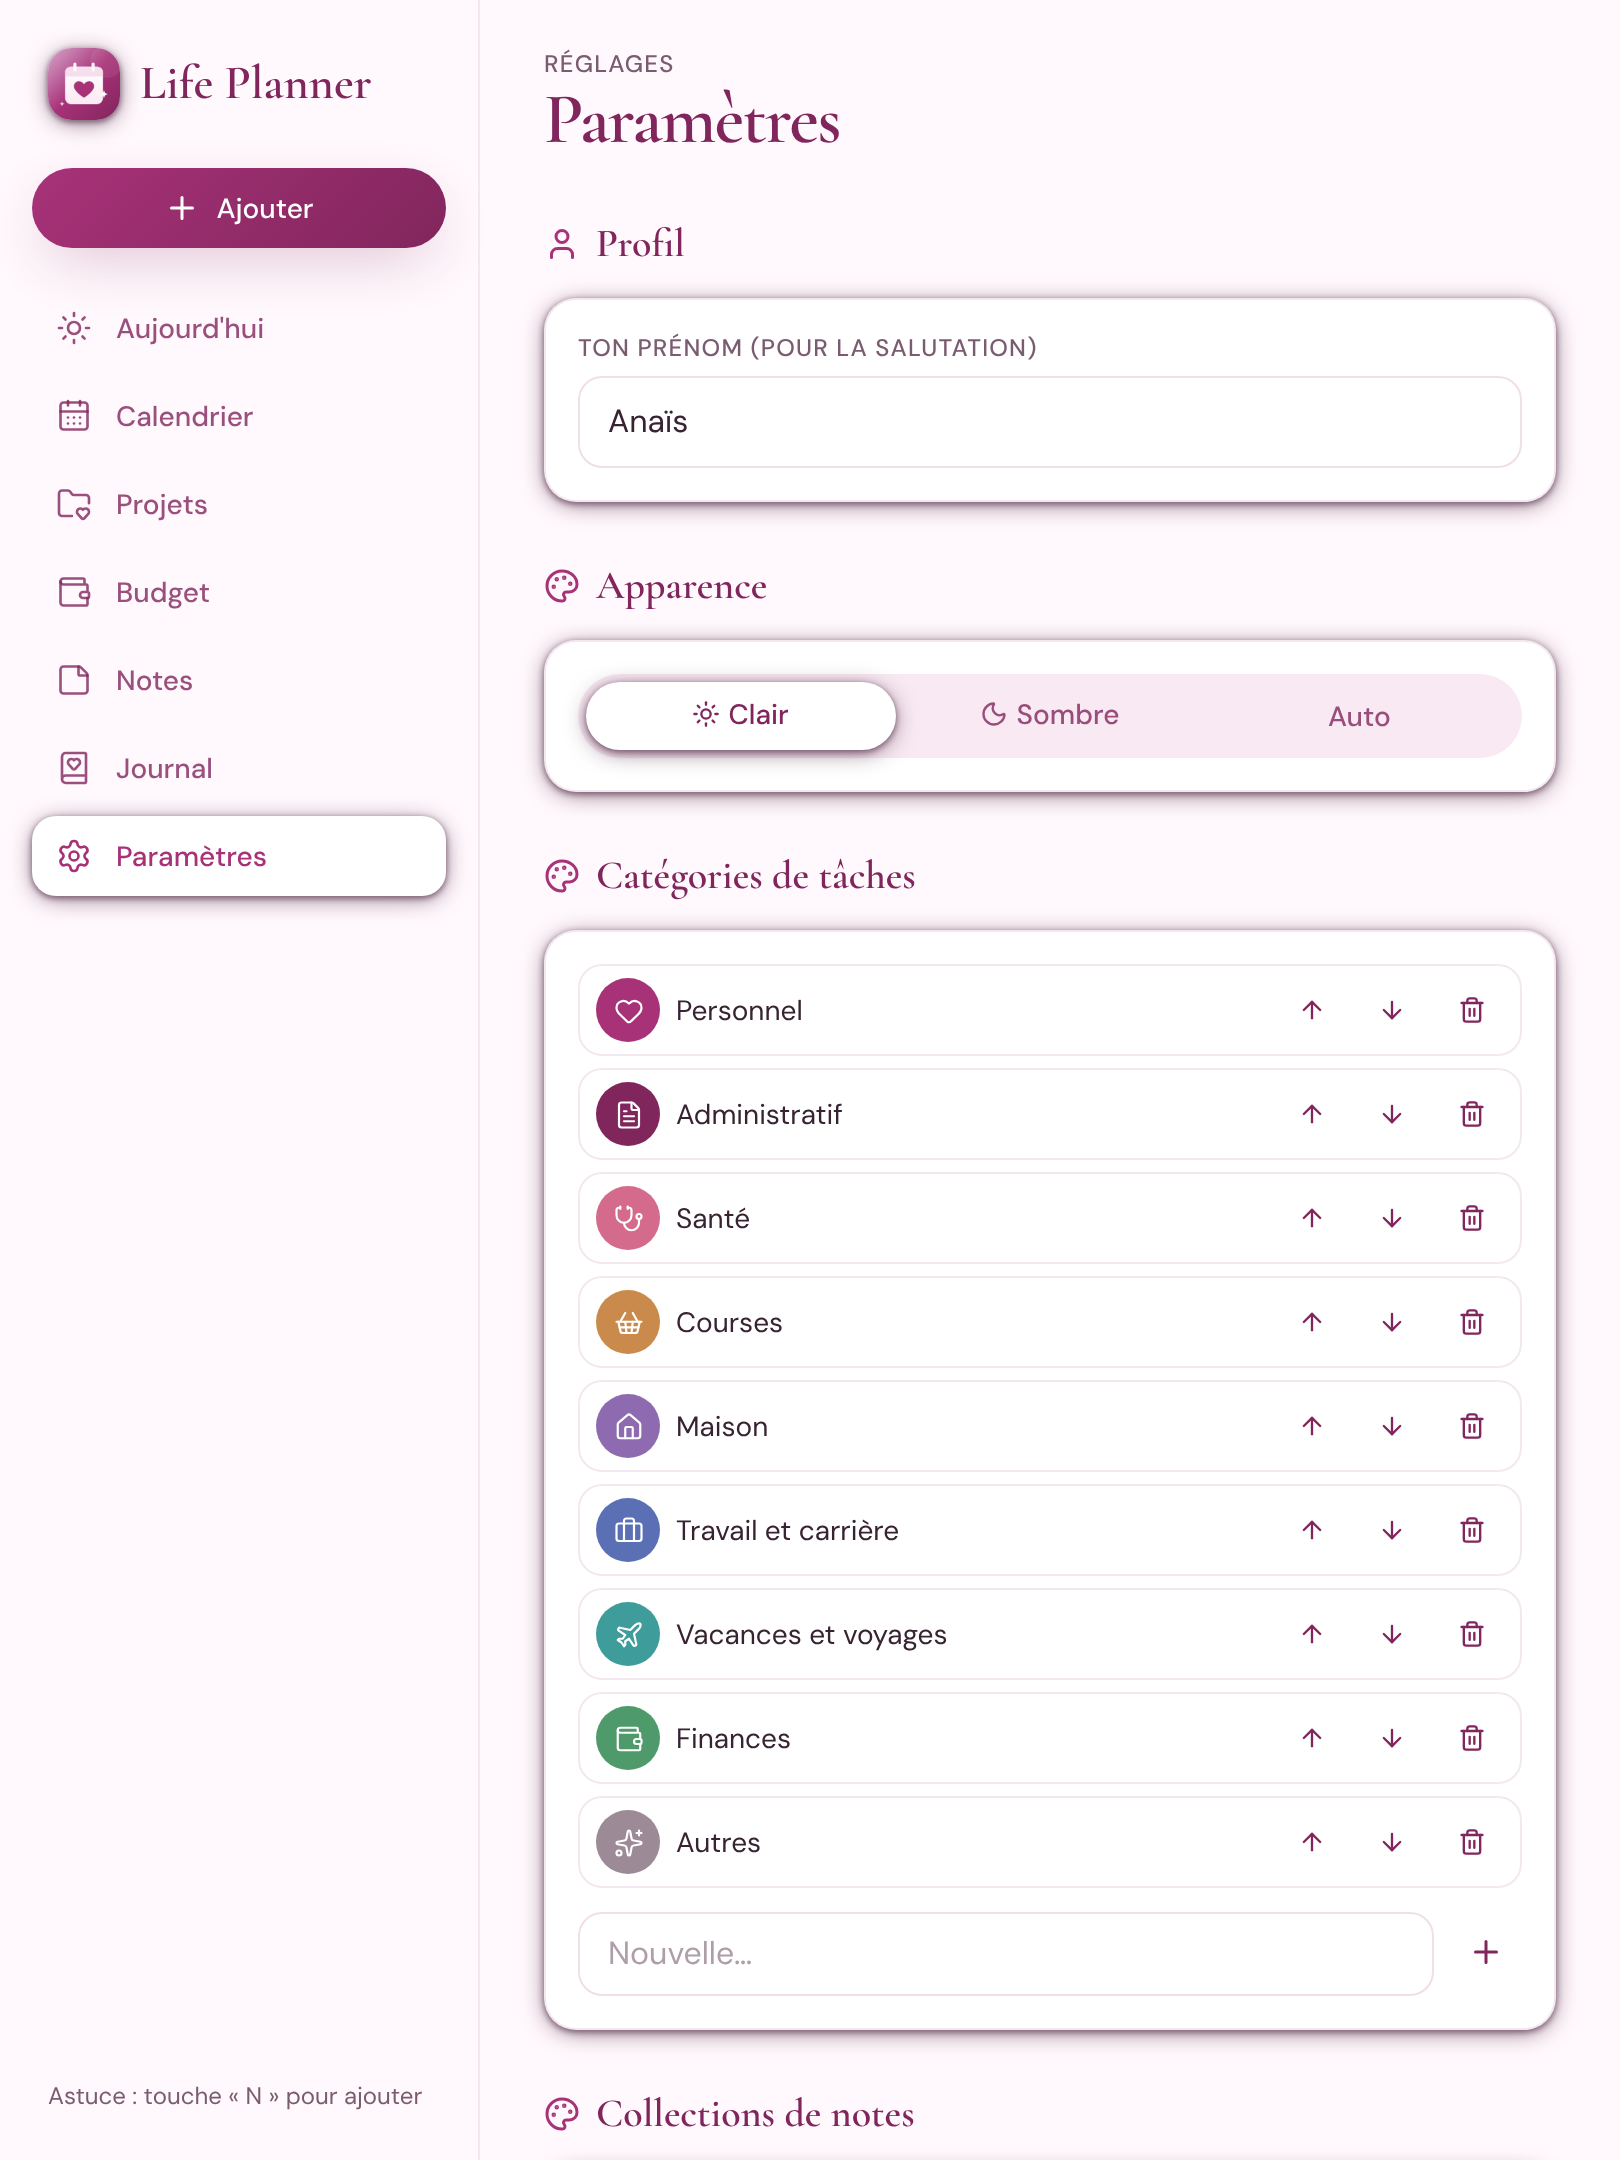 Life Planner
Ajouter
Aujourd'hui
Calendrier
Projets
Budget
Notes
Journal
Paramètres
Astuce : touche « N » pour ajouter
RÉGLAGES
Paramètres
Profil
TON PRÉNOM (POUR LA SALUTATION)
Anaïs
Apparence
Clair
Sombre
Auto
Catégories de tâches
Personnel
Administratif
Santé
Courses
Maison
Travail et carrière
Vacances et voyages
Finances
Autres
Nouvelle...
Collections de notes